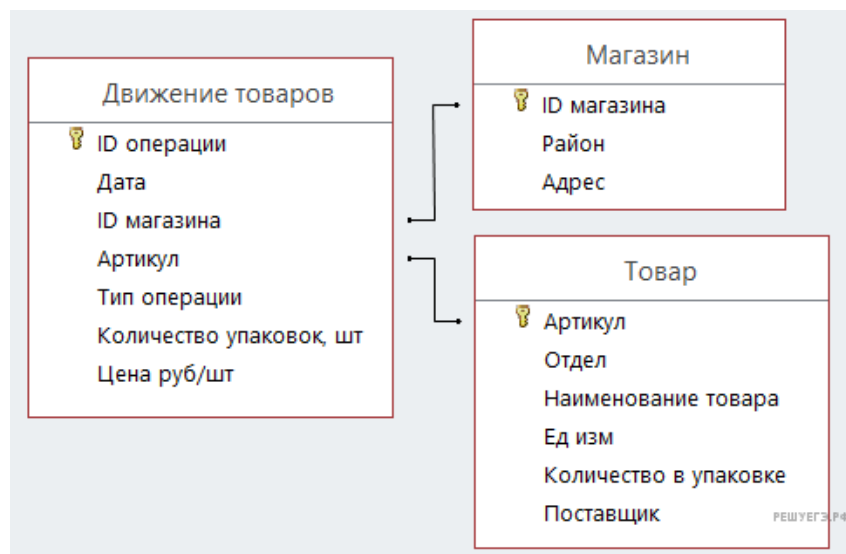 Движение товаров
ID операции
Дата
ID магазина
Артикул
Тип операции
Количество упаковок, шт
Цена руб/шт
Магазин
ID магазина
Район
Адрес
Товар
Артикул
Отдел
Наименование товара
Ед изм
Количество в упаковке
Поставщик
РЕШУЕГЭ.РФ